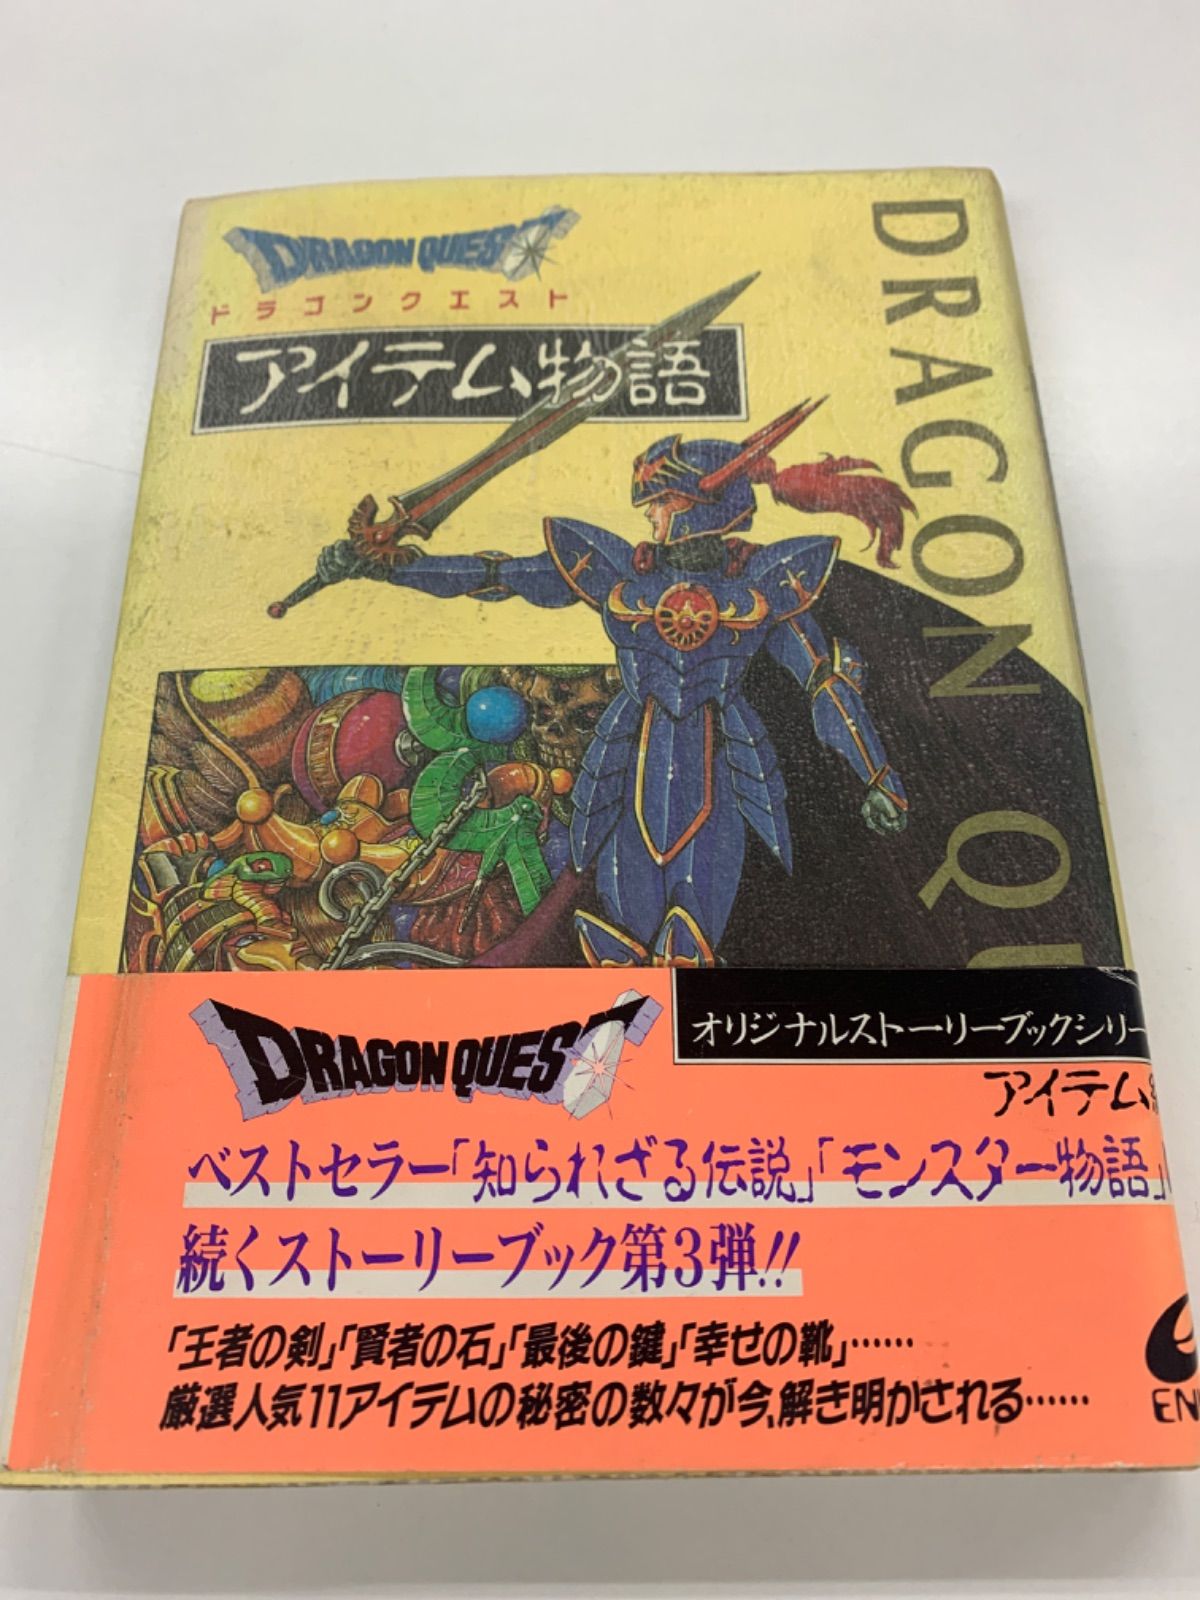 DRAGON QUEST
ドラゴンクエスト
アイテム物語
DRAGON QU
DRAGON QUEST
オリジナルストーリーブックシリー
アイテム
ベストセラー「知られざる伝説」「モンスター物語」
続くストーリーブック第3弾!!
「王者の剣」「賢者の石」「最後の鍵」「幸せの靴」……
厳選人気11アイテムの秘密の数々が今、解き明かされる……
EN